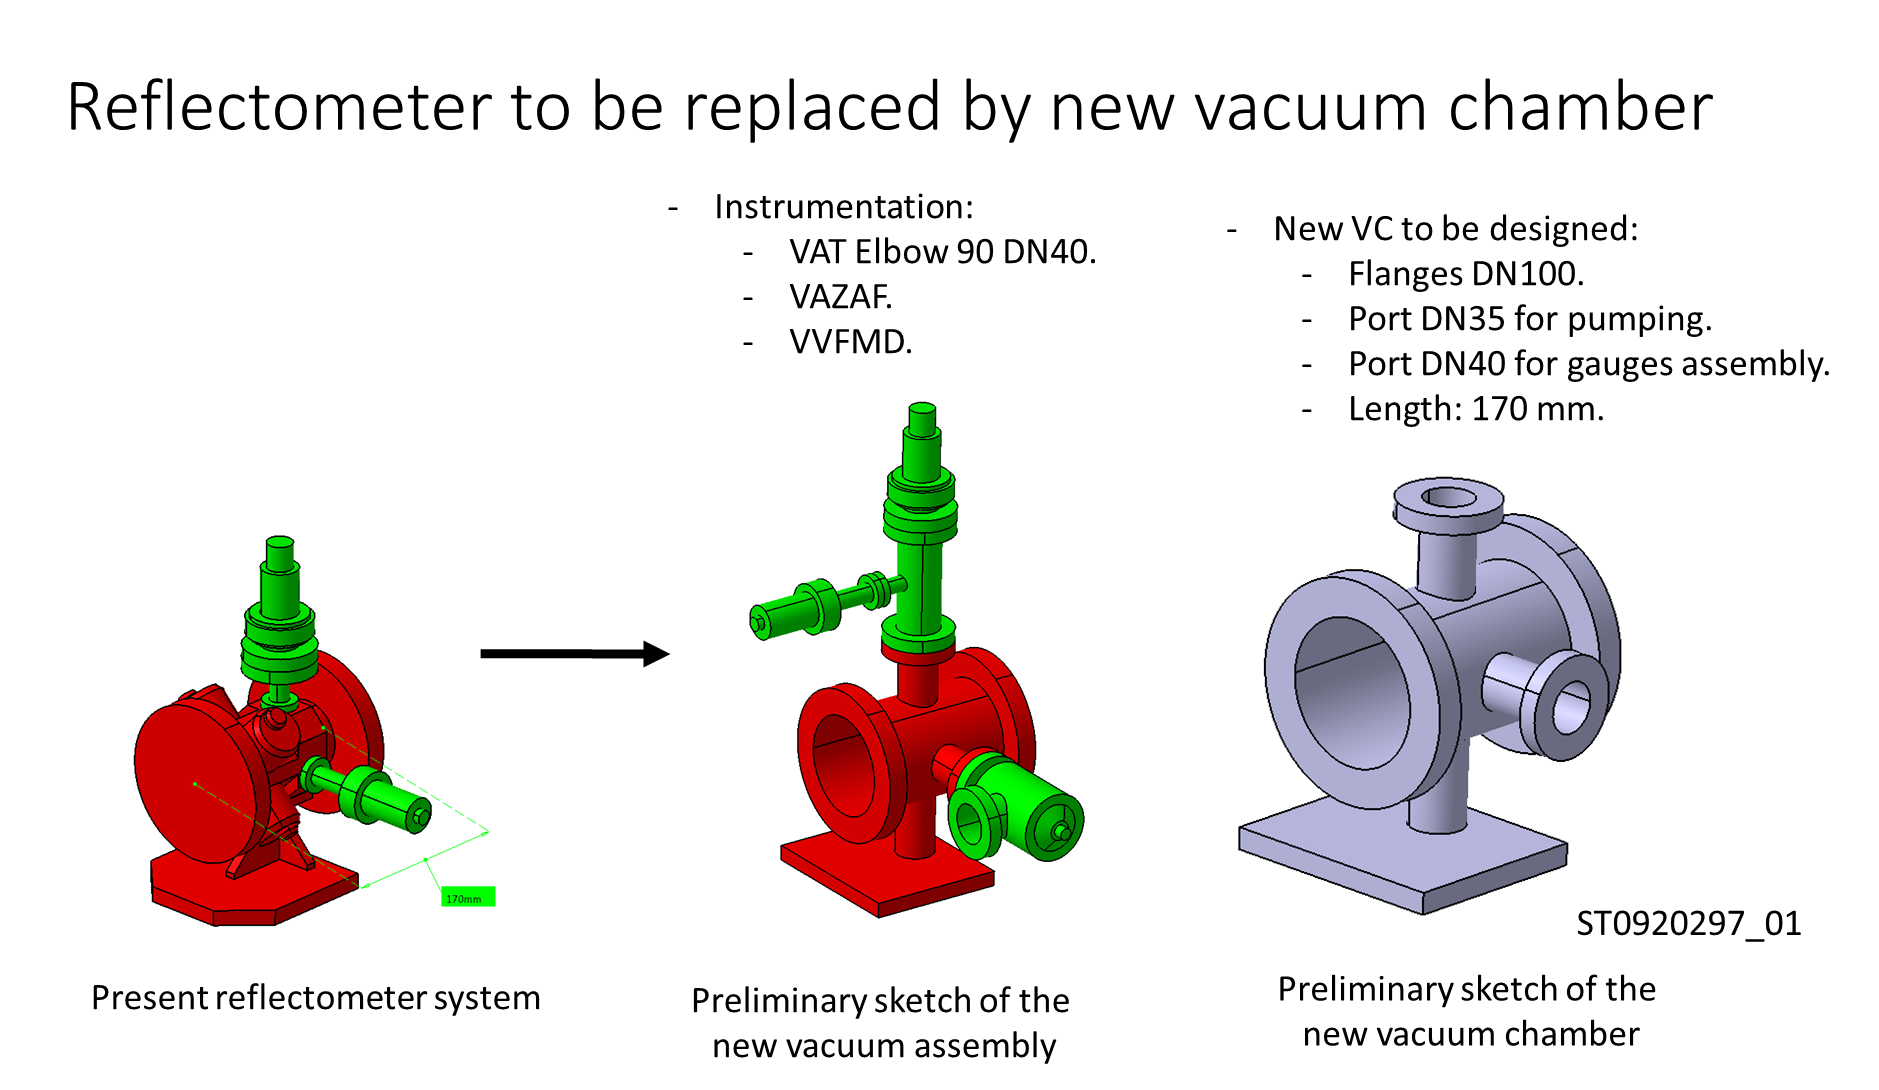 Reflectometer to be replaced by new vacuum chamber
- Instrumentation:
- VAT Elbow 90 DN40.
- VAZAF.
- VVFMD.
- New VC to be designed:
- Flanges DN100.
- Port DN35 for pumping.
- Port DN40 for gauges assembly.
- Length: 170 mm.
170mm
ST0920297_01
Present reflectometer system
Preliminary sketch of the
new vacuum assembly
Preliminary sketch of the
new vacuum chamber